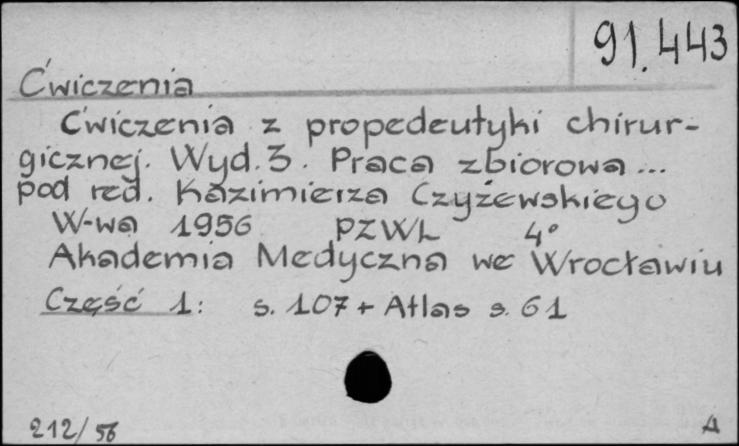 91.443
Ćwiczenia
Ćwiczenia z propedeutyki chirur-
gicznej. Wyd. 3. Praca zbiorowa ...
pod red. Kazimierza Czyżewskiego
W-wa 1956 PZWL 4°
Akademia Medyczna we Wrocławiu
Część 1: s. 107 + Atlas s. 61
212/56 A